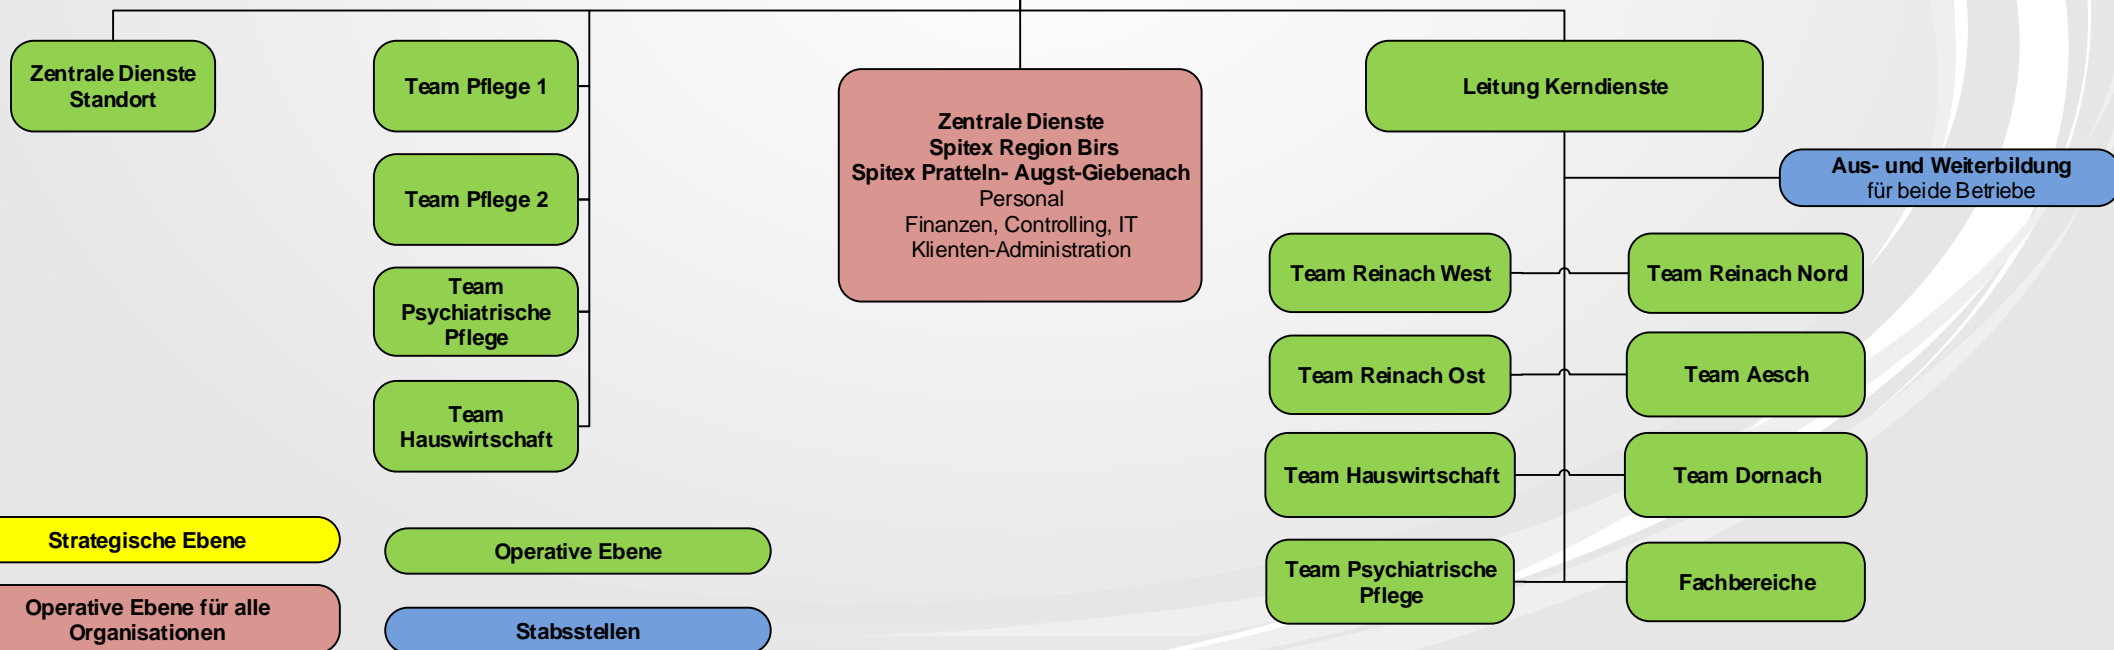 Zentrale Dienste
Standort
Team Pflege 1
Team Pflege 2
Team
Psychiatrische
Pflege
Team
Hauswirtschaft
Zentrale Dienste
Spitex Region Birs
Spitex Pratteln- Augst-Giebenach
Personal
Finanzen, Controlling, IT
Klienten-Administration
Leitung Kerndienste
Aus- und Weiterbildung
für beide Betriebe
Team Reinach West
Team Reinach Nord
Team Reinach Ost
Team Aesch
Team Hauswirtschaft
Team Dornach
Team Psychiatrische
Pflege
Fachbereiche
Strategische Ebene
Operative Ebene
Operative Ebene für alle
Organisationen
Stabsstellen